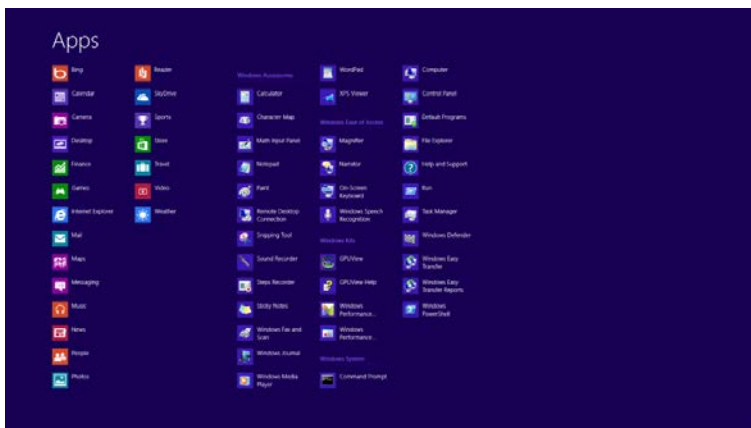 Apps
Bing
Calendar
Camera
Desktop
Finance
Games
Internet Explorer
Mail
Maps
Messaging
Music
News
People
Photos
Reader
SkyDrive
Sports
Store
Travel
Video
Weather
Windows Accessories
Calculator
Character Map
Math Input Panel
Notepad
Paint
Remote Desktop
Connection
Snipping Tool
Sound Recorder
Steps Recorder
Sticky Notes
Windows Fax and
Scan
Windows Journal
Windows Media
Player
WordPad
XPS Viewer
Windows Ease of Access
Magnifier
Narrator
On-Screen
Keyboard
Windows Speech
Recognition
Windows Kits
GPUView
GPUView Help
Windows
Performance...
Windows
Performance...
Windows System
Command Prompt
Computer
Control Panel
Default Programs
File Explorer
Help and Support
Run
Task Manager
Windows Defender
Windows Easy
Transfer
Windows Easy
Transfer Reports
Windows
PowerShell